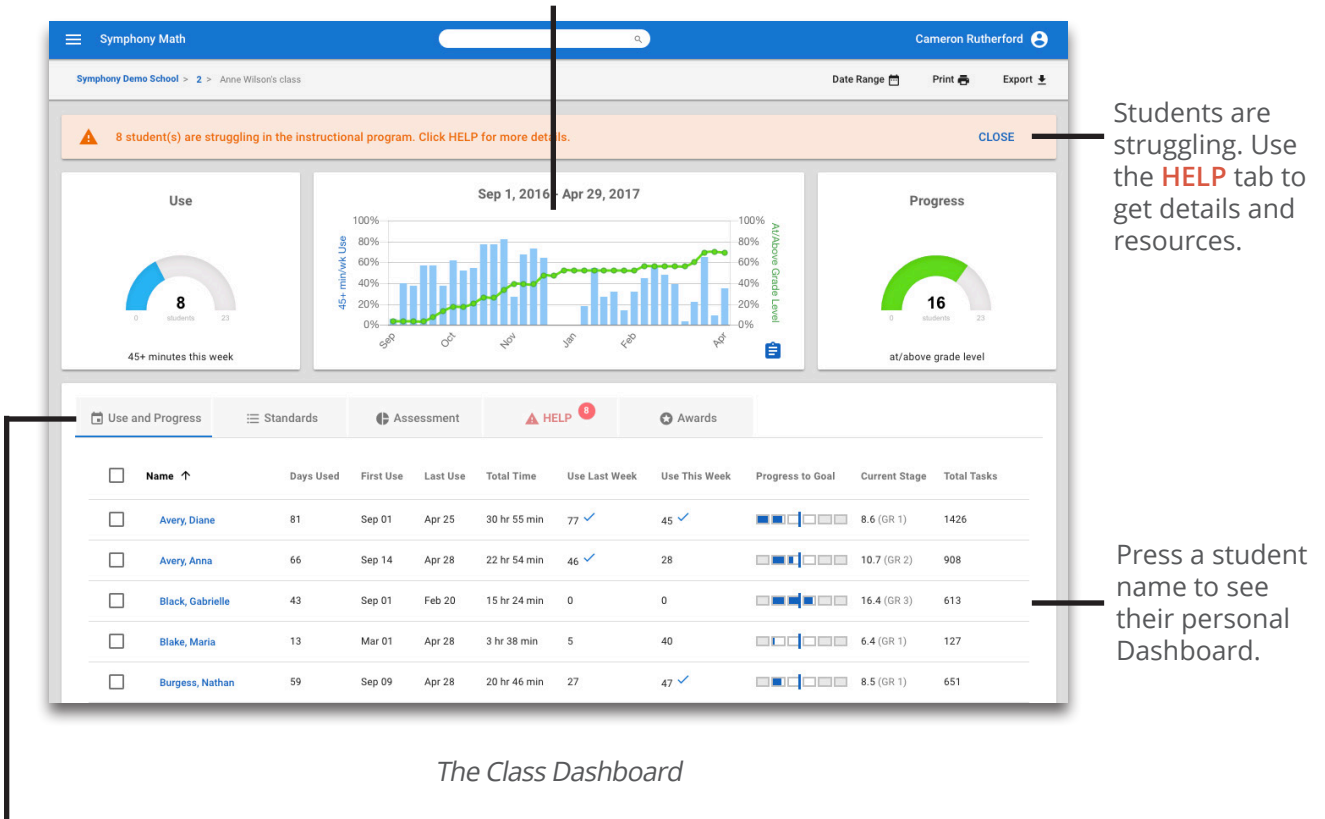 Symphony Math
Cameron Rutherford
Symphony Demo School > 2 > Anne Wilson's class
Date Range
Print
Export
8 student(s) are struggling in the instructional program. Click HELP for more details.
CLOSE
Students are
struggling. Use
the HELP tab to
get details and
resources.
Use
8
0 students 23
45+ minutes this week
Sep 1, 2016 - Apr 29, 2017
45+ min/wk Use
100%
80%
60%
40%
20%
0%
100%
80%
60%
40%
20%
0%
At/Above Grade Level
Sep
Oct
Nov
Jan
Feb
Apr
Progress
16
0 students 23
at/above grade level
Use and Progress
Standards
Assessment
HELP 8
Awards
Name ↑ Days Used First Use Last Use Total Time Use Last Week Use This Week Progress to Goal Current Stage Total Tasks
Avery, Diane 81 Sep 01 Apr 25 30 hr 55 min 77 ✓ 45 ✓ 8.6 (GR 1) 1426
Avery, Anna 66 Sep 14 Apr 28 22 hr 54 min 46 ✓ 28 10.7 (GR 2) 908
Black, Gabrielle 43 Sep 01 Feb 20 15 hr 24 min 0 0 16.4 (GR 3) 613
Blake, Maria 13 Mar 01 Apr 28 3 hr 38 min 5 40 6.4 (GR 1) 127
Burgess, Nathan 59 Sep 09 Apr 28 20 hr 46 min 27 47 ✓ 8.5 (GR 1) 651
Press a student
name to see
their personal
Dashboard.
The Class Dashboard